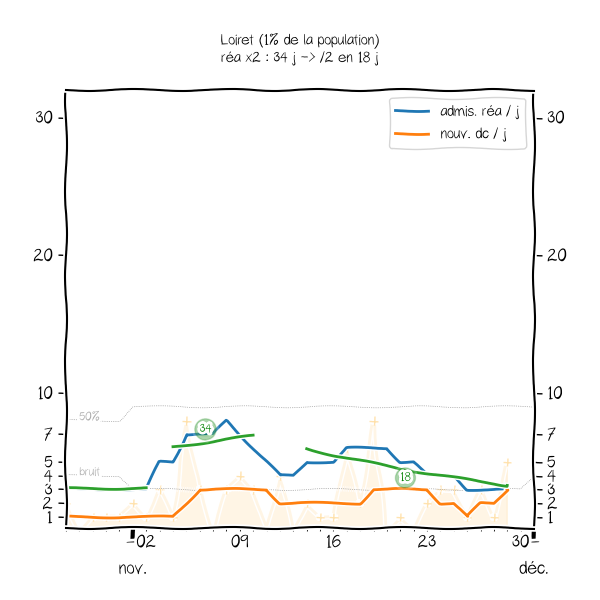 Loiret (1% de la population)
réa x2 : 34 j -> /2 en 18 j
admis. réa / j
nouv. dc / j
30 30
20 20
10 10
50%
7 34 7
5 5
bruit 18
4 4
3 3
2 2
1 1
02 09 16 23 30
nov. déc.